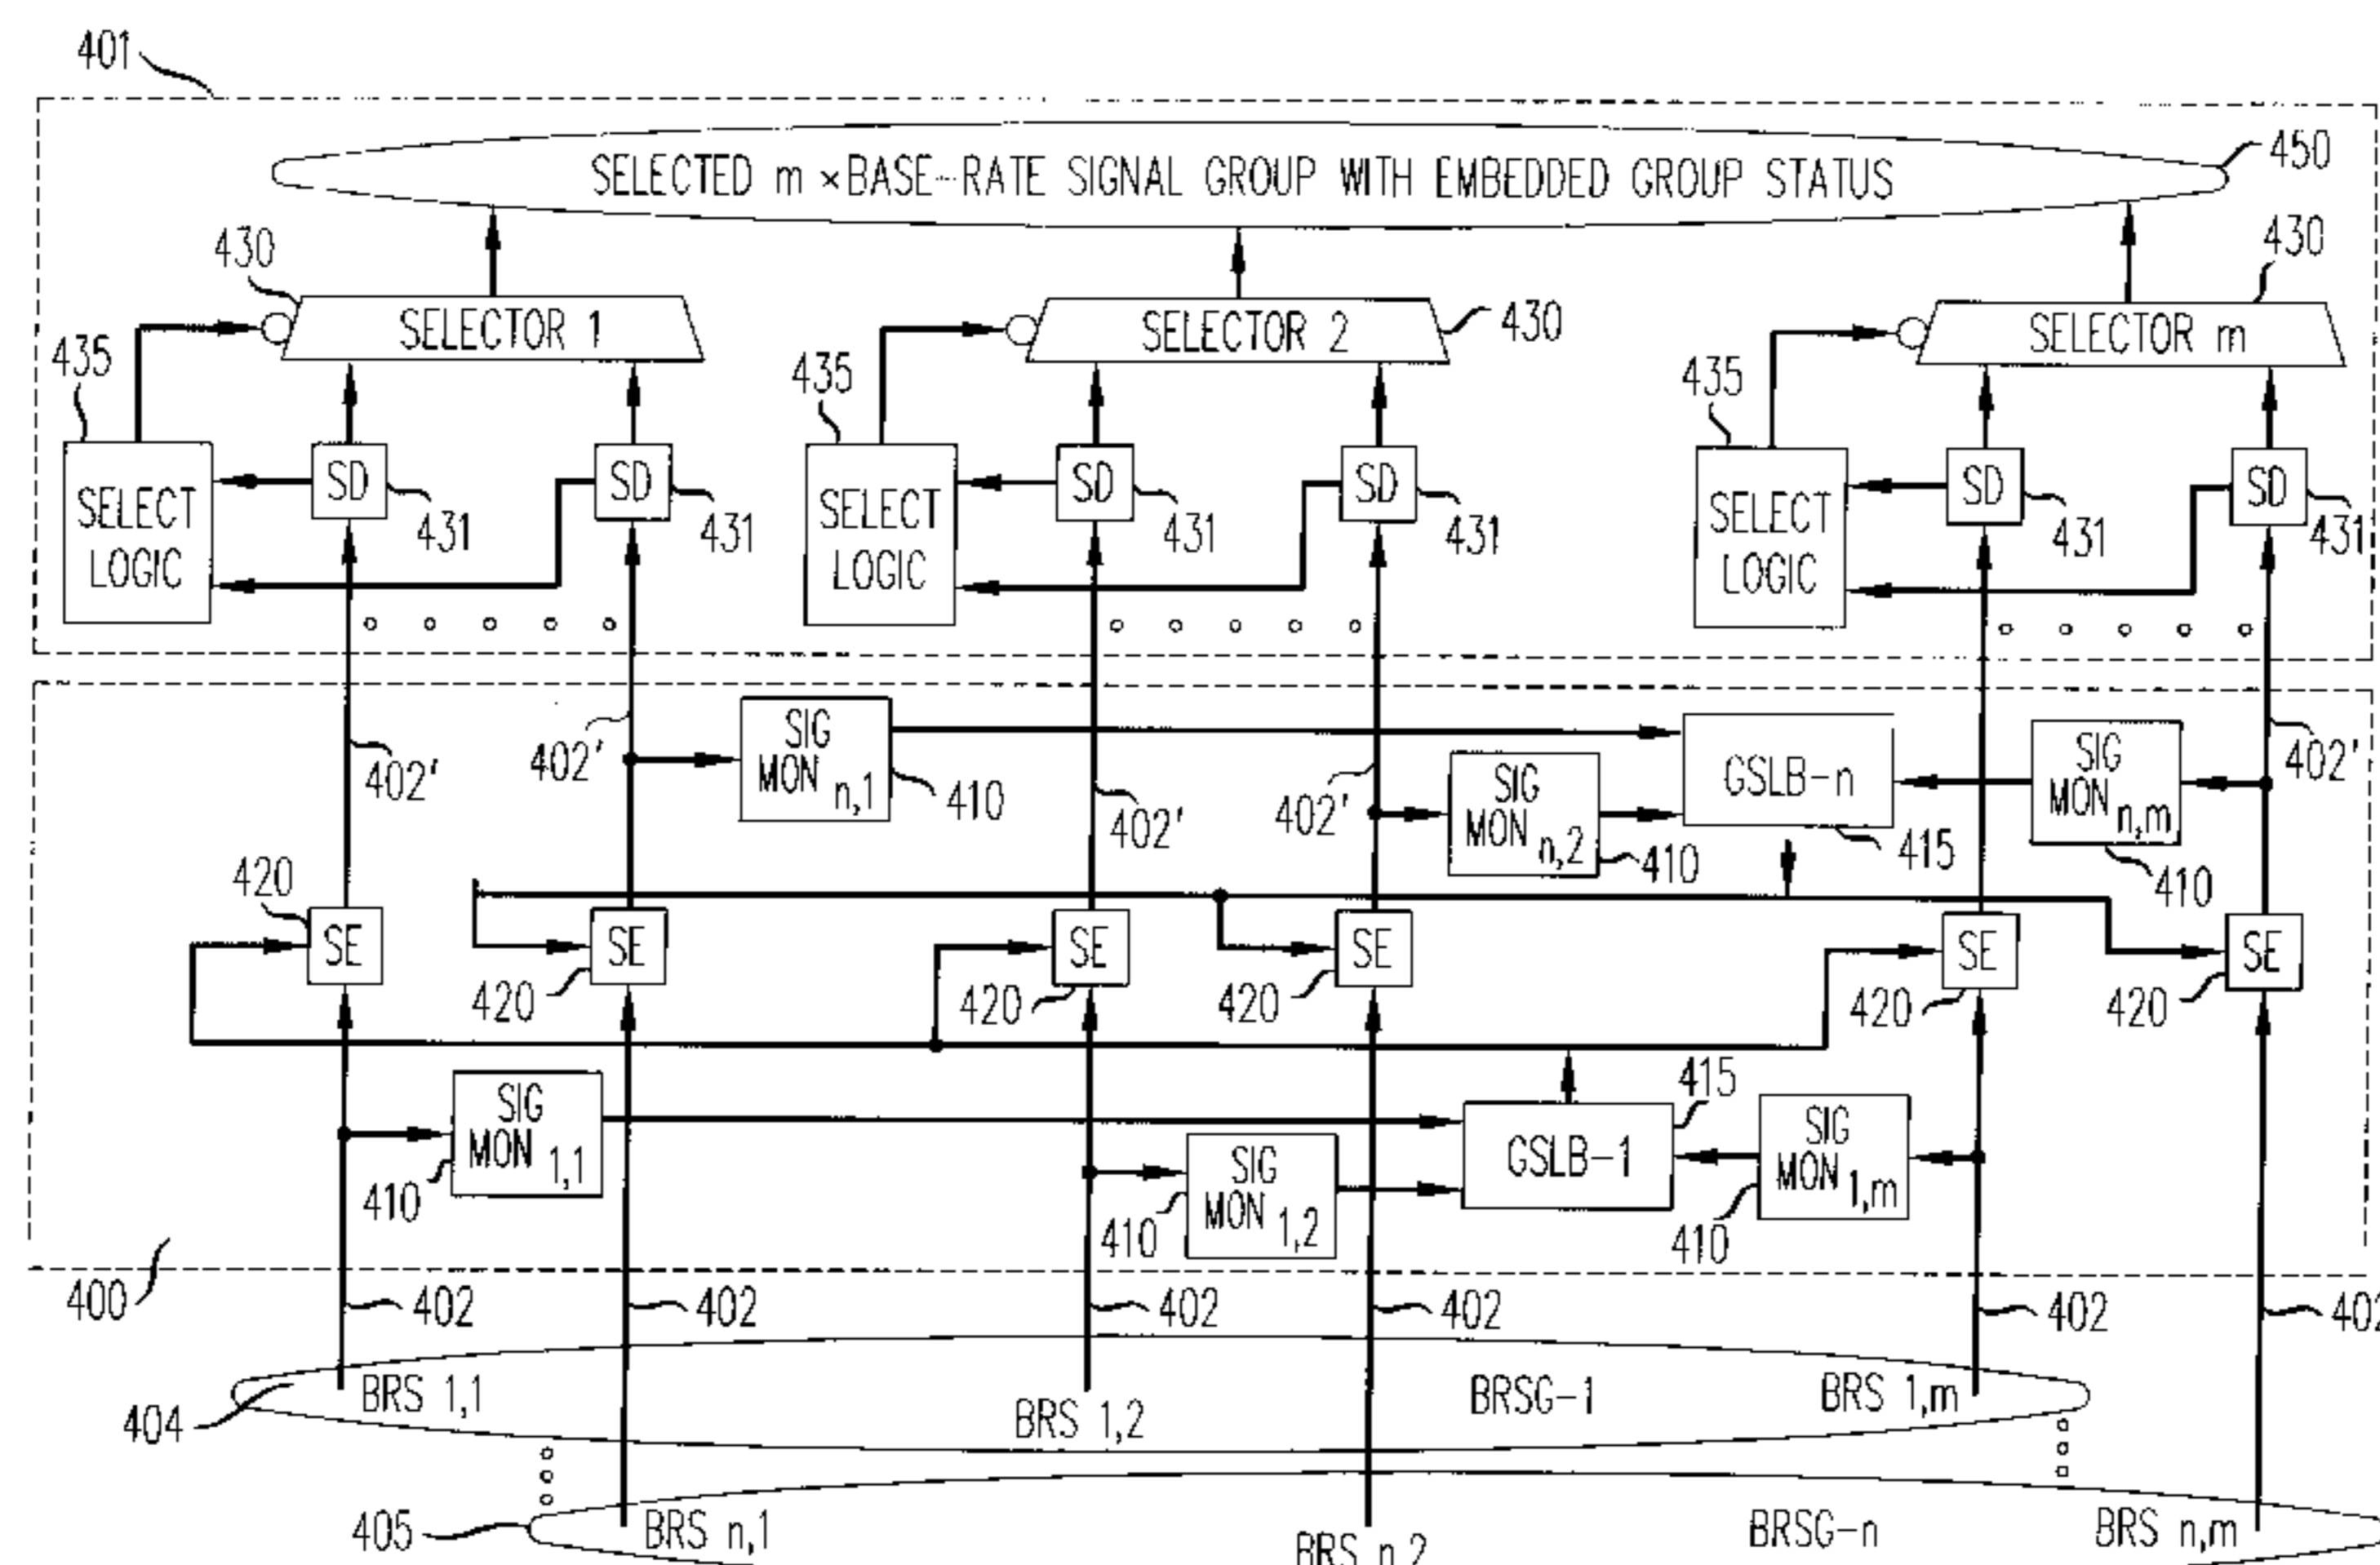 401
SELECTED m × BASE-RATE SIGNAL GROUP WITH EMBEDDED GROUP STATUS
450
430
SELECTOR 1
SELECTOR 2
430
SELECTOR m
430
435
435
435
SELECT LOGIC
SD
431
SD
431
SELECT LOGIC
SD
431
SD
431
SELECT LOGIC
SD
431
SD
431
402'
402'
SIG MON n,1
410
402'
402'
SIG MON n,2
410
GSLB-n
415
SIG MON n,m
410
402'
420
SE
SE
420
SE
420
SE
420
SE
420
SE
420
SIG MON 1,1
410
SIG MON 1,2
410
GSLB-1
415
SIG MON 1,m
410
400
402
402
402
402
402
402
404
BRS 1,1
BRS 1,2
BRSG-1
BRS 1,m
405
BRS n,1
BRS n,2
BRSG-n
BRS n,m